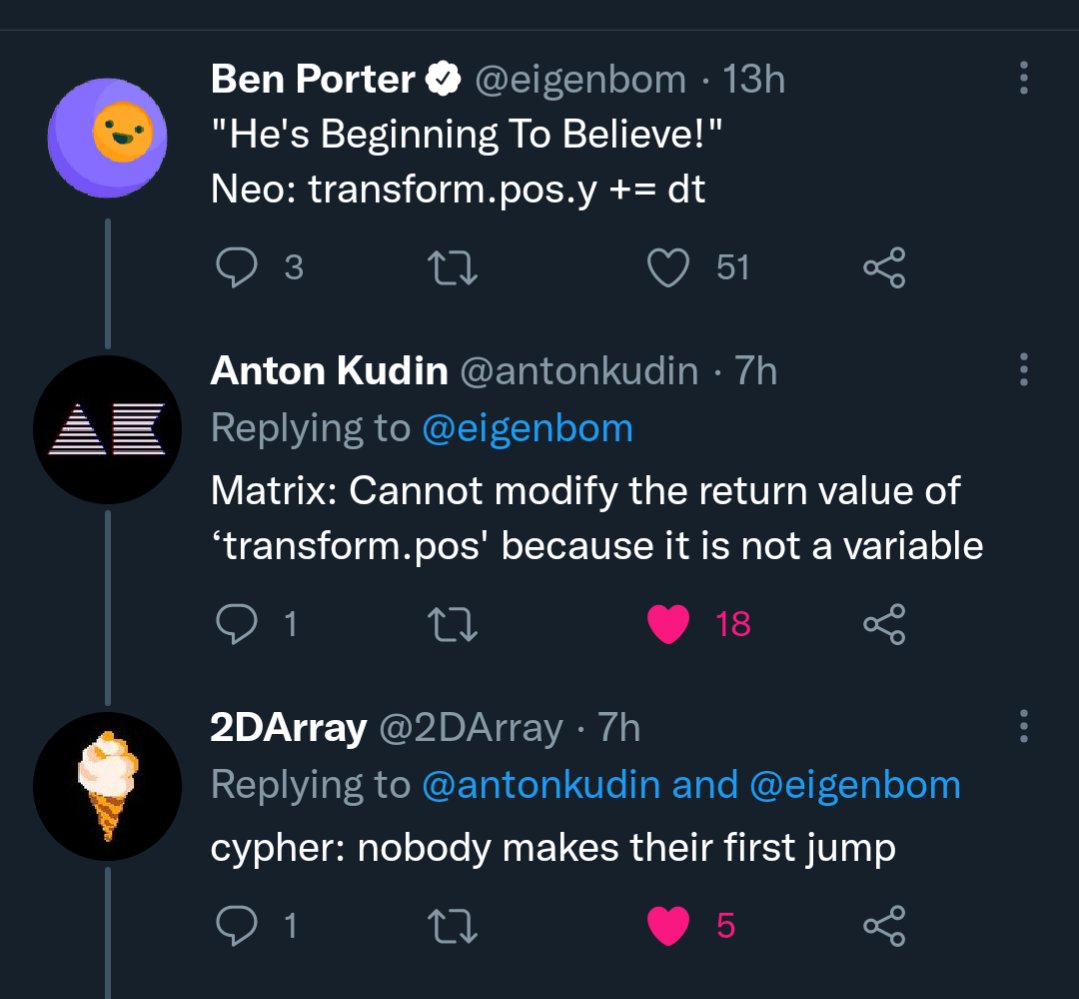 Ben Porter @eigenbom · 13h
"He's Beginning To Believe!"
Neo: transform.pos.y += dt
3 51
Anton Kudin @antonkudin · 7h
Replying to @eigenbom
Matrix: Cannot modify the return value of
‘transform.pos' because it is not a variable
1 18
2DArray @2DArray · 7h
Replying to @antonkudin and @eigenbom
cypher: nobody makes their first jump
1 5